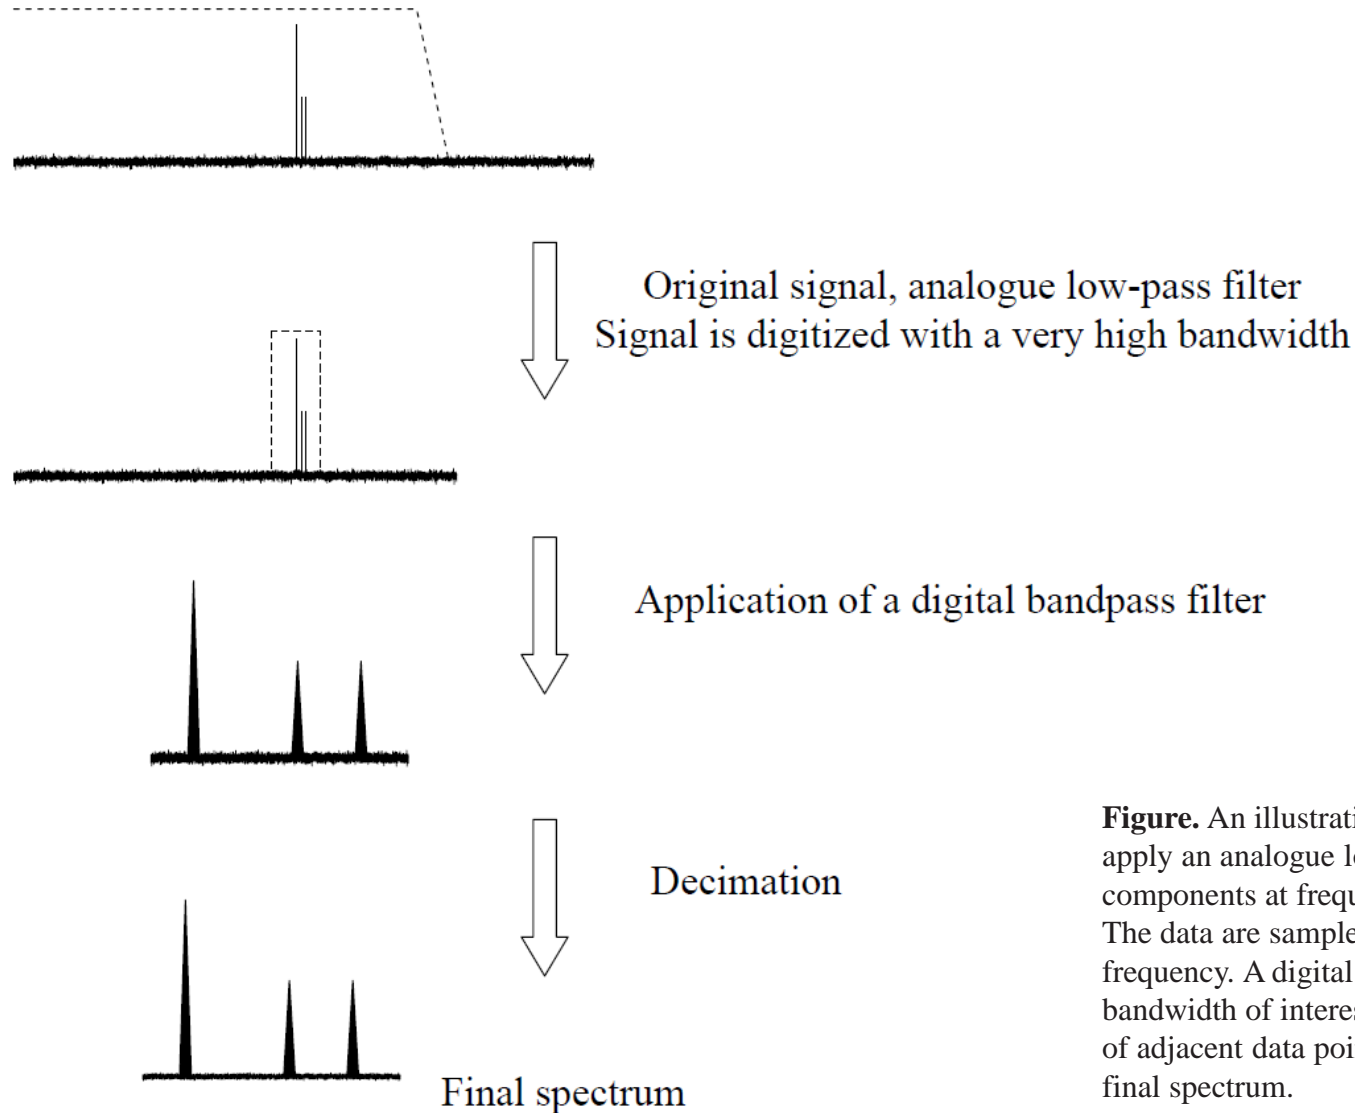 Original signal, analogue low-pass filter
Signal is digitized with a very high bandwidth
Application of a digital bandpass filter
Decimation
Final spectrum
Figure. An illustrati
apply an analogue lo
components at frequ
The data are sample
frequency. A digital
bandwidth of interes
of adjacent data poi
final spectrum.